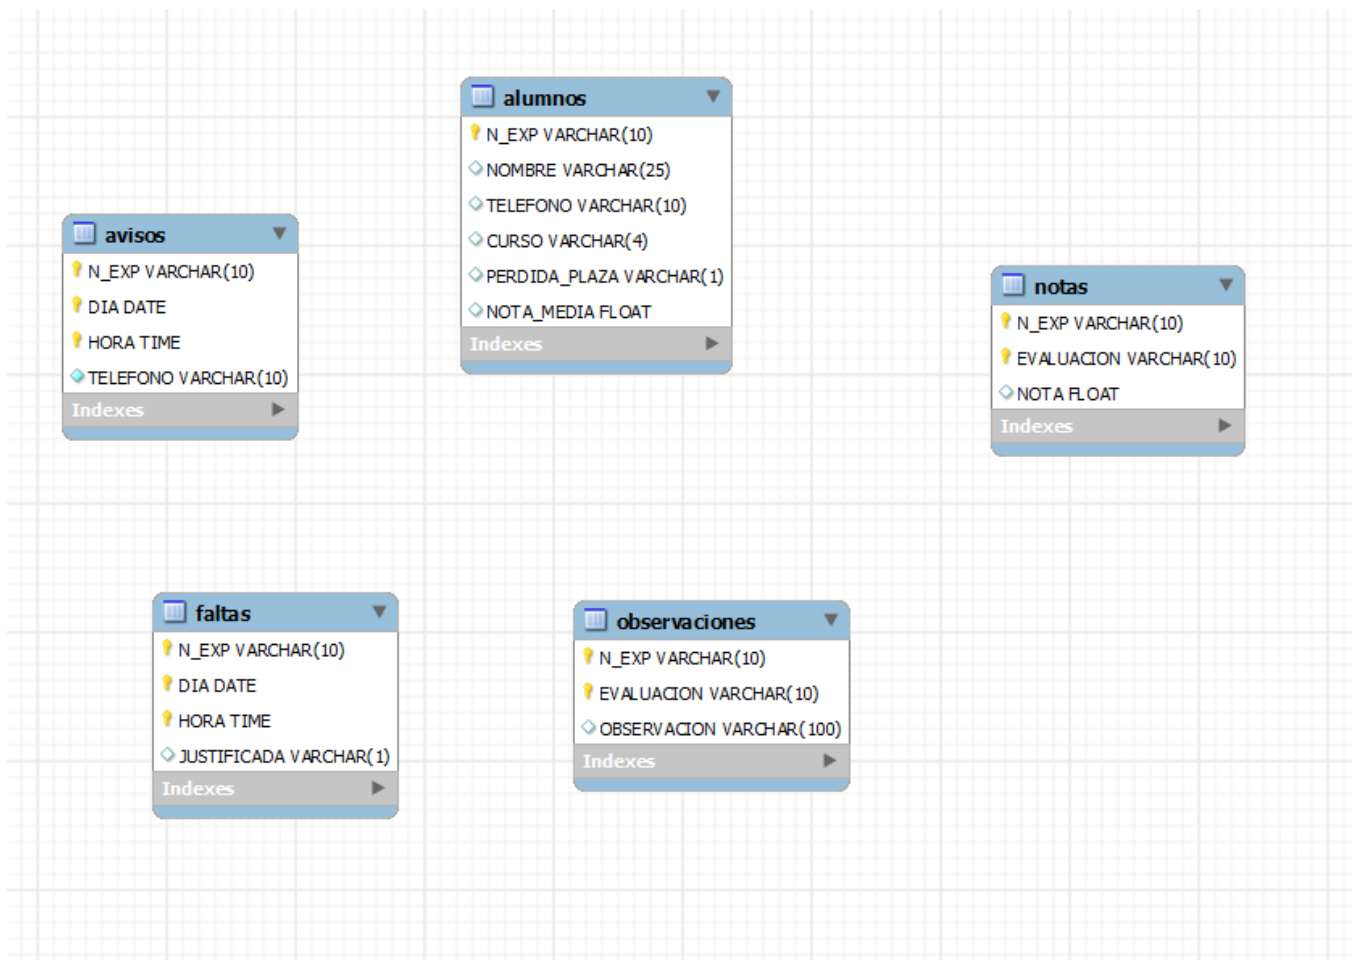 alumnos
N_EXP VARCHAR(10)
NOMBRE VARCHAR(25)
TELEFONO VARCHAR(10)
CURSO VARCHAR(4)
PERDIDA_PLAZA VARCHAR(1)
NOTA_MEDIA FLOAT
Indexes
avisos
N_EXP VARCHAR(10)
DIA DATE
HORA TIME
TELEFONO VARCHAR(10)
Indexes
notas
N_EXP VARCHAR(10)
EVALUACION VARCHAR(10)
NOTA FLOAT
Indexes
faltas
N_EXP VARCHAR(10)
DIA DATE
HORA TIME
JUSTIFICADA VARCHAR(1)
Indexes
observaciones
N_EXP VARCHAR(10)
EVALUACION VARCHAR(10)
OBSERVACION VARCHAR(100)
Indexes